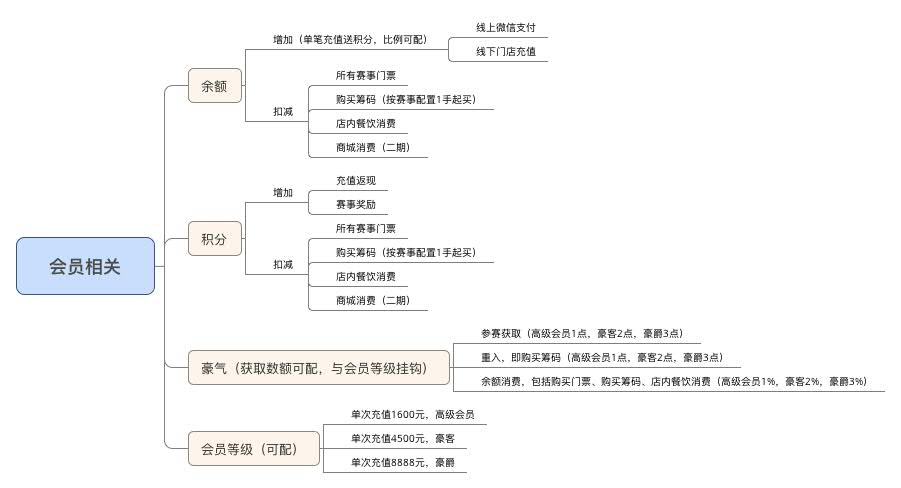 会员相关
余额
增加（单笔充值送积分，比例可配）
线上微信支付
线下门店充值
扣减
所有赛事门票
购买筹码（按赛事配置1手起买）
店内餐饮消费
商城消费（二期）
积分
增加
充值返现
赛事奖励
扣减
所有赛事门票
购买筹码（按赛事配置1手起买）
店内餐饮消费
商城消费（二期）
豪气（获取数额可配，与会员等级挂钩）
参赛获取（高级会员1点，豪客2点，豪爵3点）
重入，即购买筹码（高级会员1点，豪客2点，豪爵3点）
余额消费，包括购买门票、购买筹码、店内餐饮消费（高级会员1%，豪客2%，豪爵3%）
会员等级（可配）
单次充值1600元，高级会员
单次充值4500元，豪客
单次充值8888元，豪爵